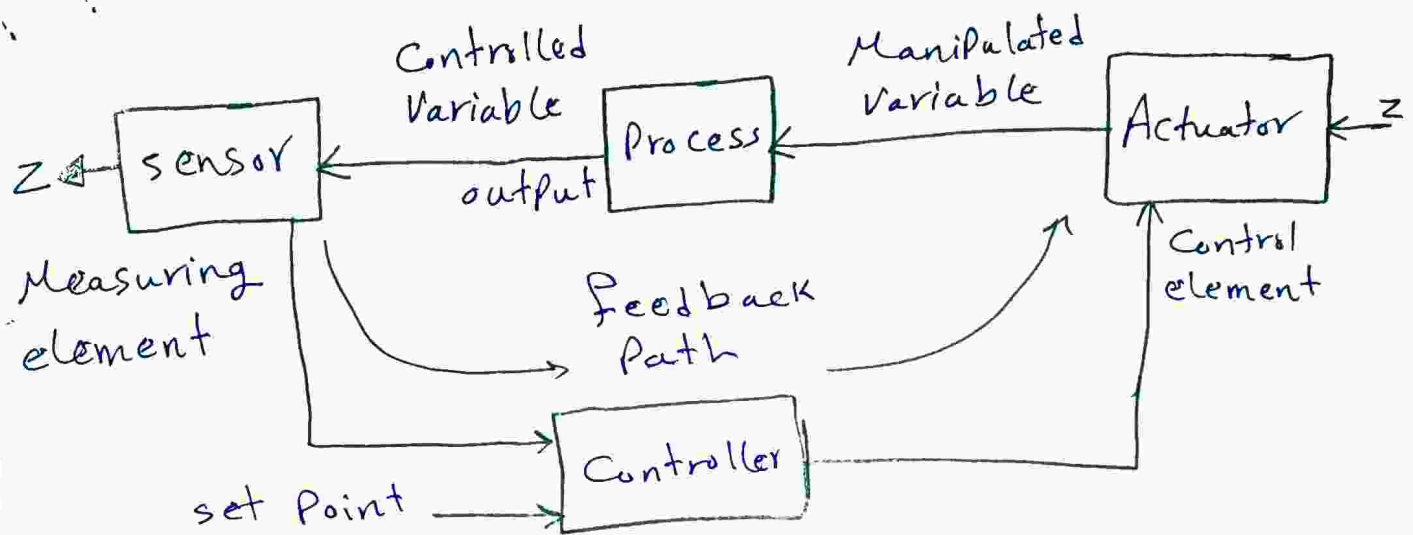 Controlled
Variable
Manipulated
Variable
Z
sensor
Process
Actuator
z
output
Measuring
element
Control
element
feedback
Path
Controller
set Point